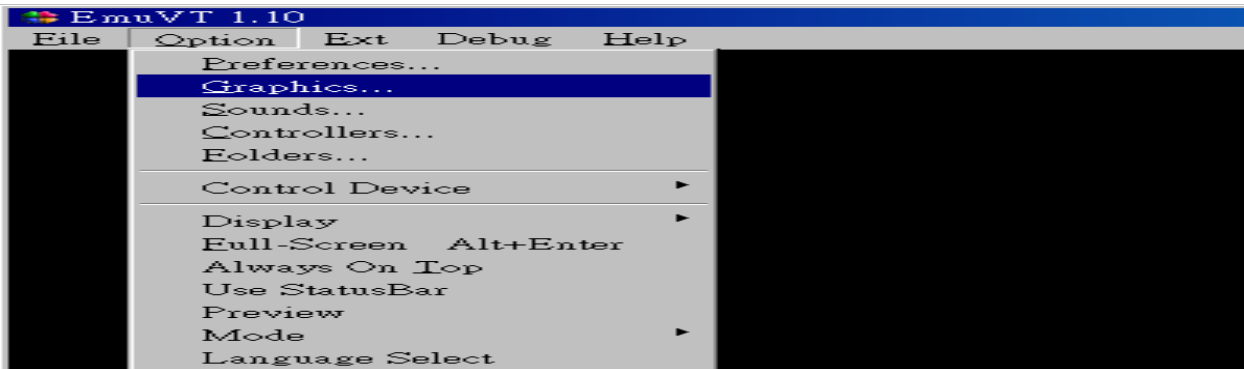 EmuVT 1.10
File Option Ext Debug Help
Preferences...
Graphics...
Sounds...
Controllers...
Folders...
Control Device
Display
Full-Screen Alt+Enter
Always On Top
Use StatusBar
Preview
Mode
Language Select